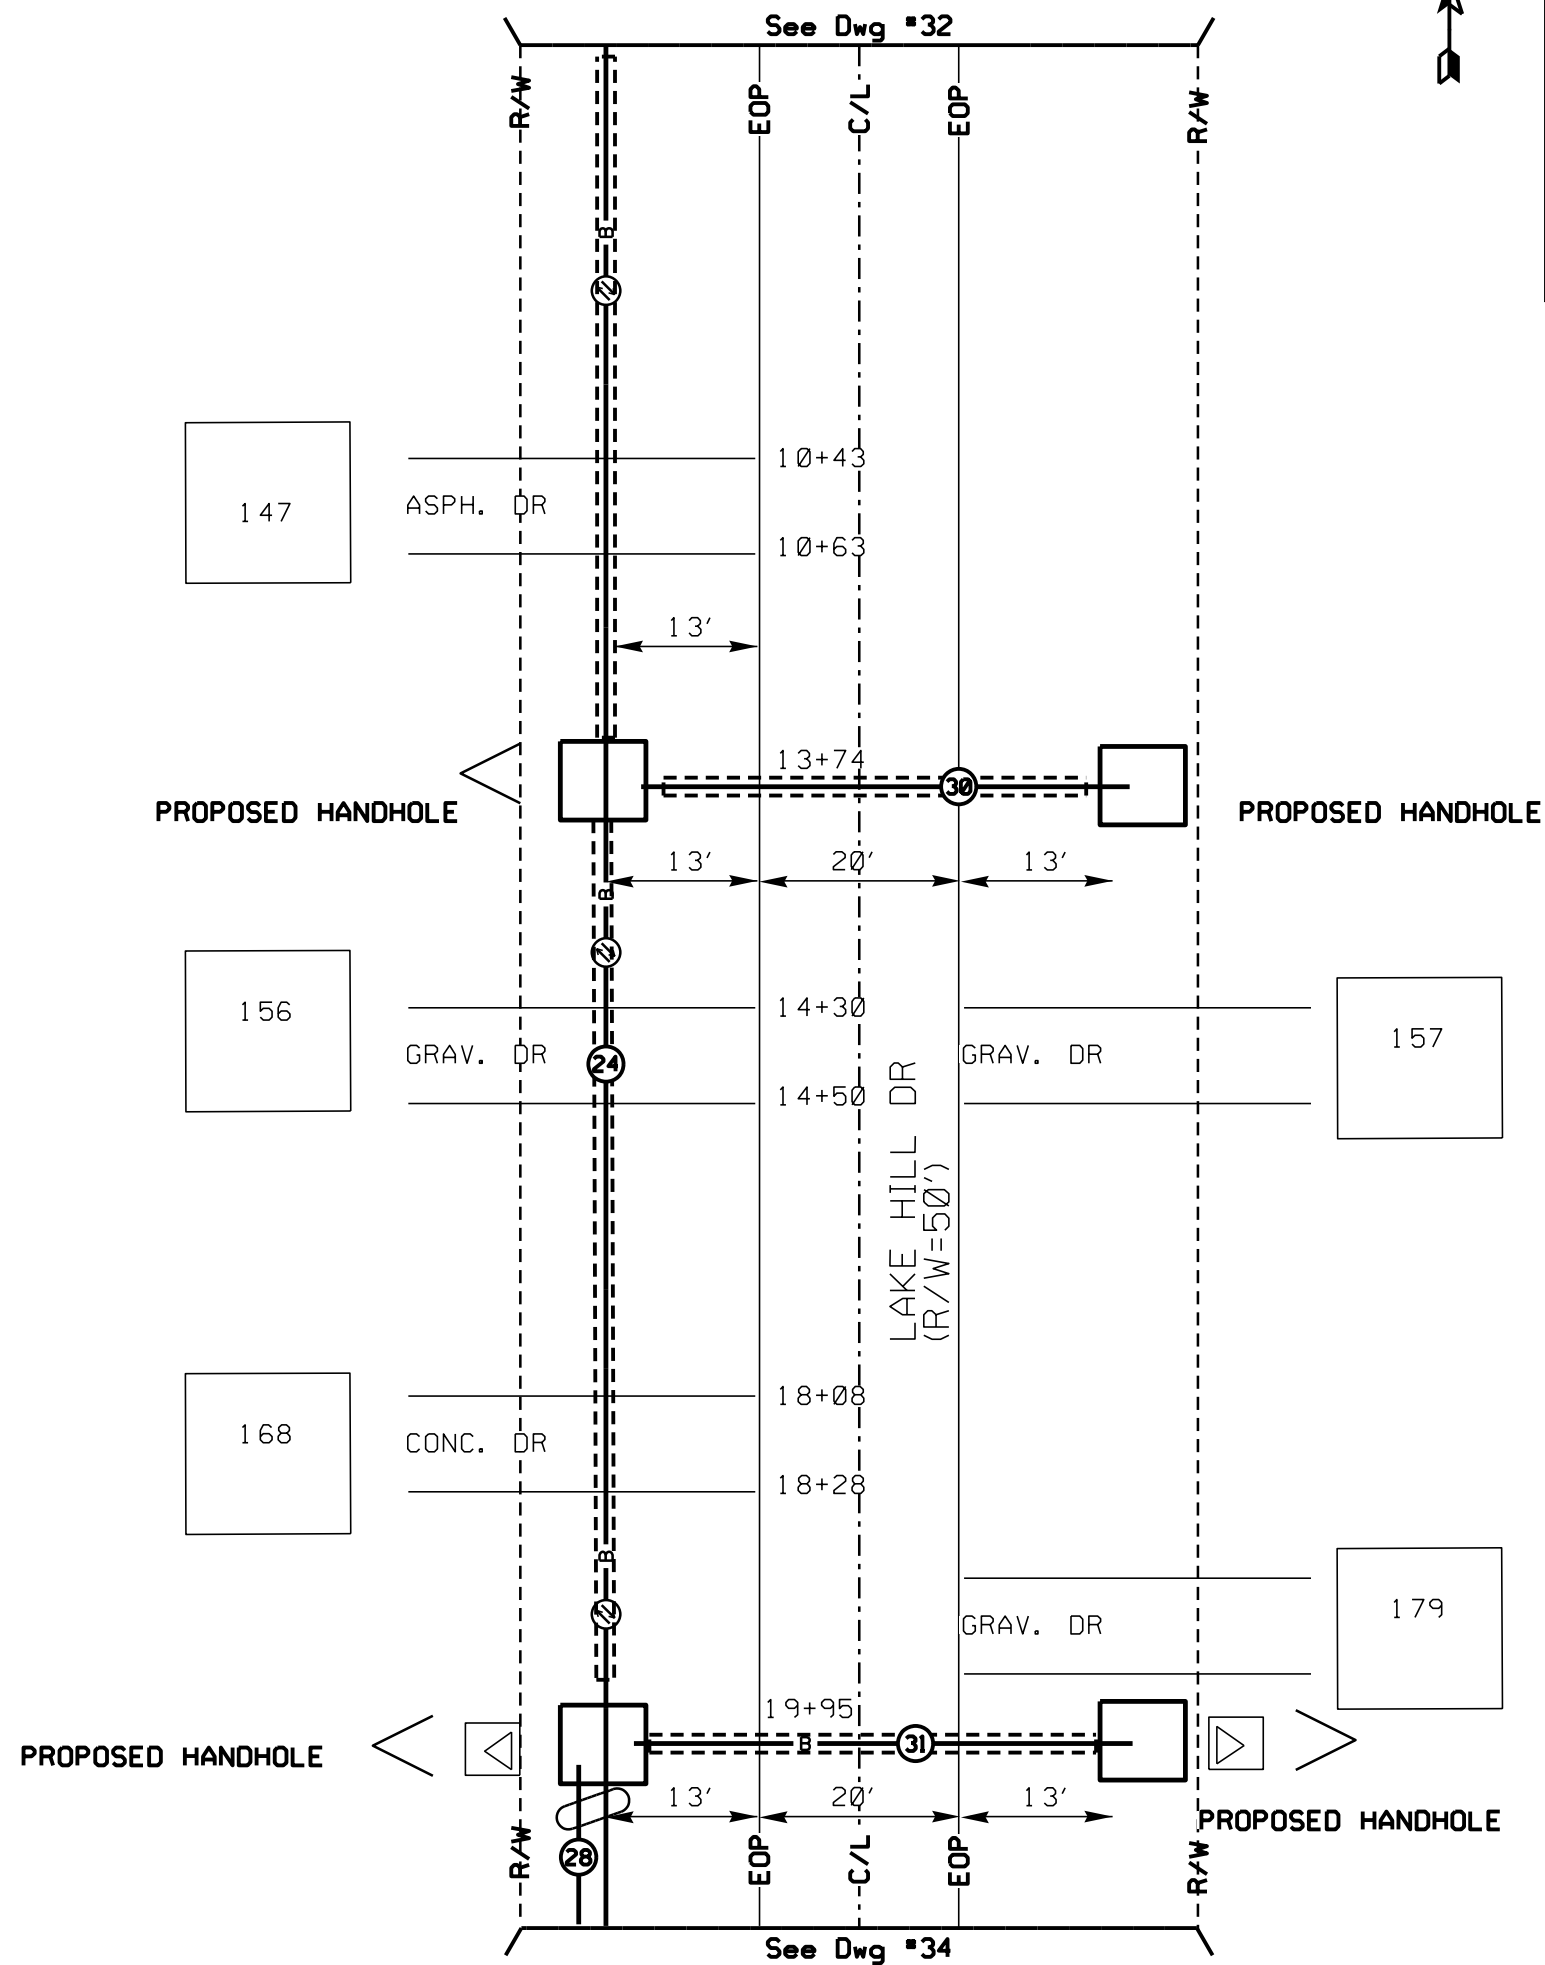 See Dwg #32
R/W
EOP
C/L
EOP
R/W
B
147
10+43
ASPH. DR
10+63
13'
13+74
30
PROPOSED HANDHOLE
PROPOSED HANDHOLE
13'
20'
13'
B
156
14+30
157
GRAV. DR
24
GRAV. DR
14+50
LAKE HILL DR
(R/W=50')
168
18+08
CONC. DR
18+28
B
179
GRAV. DR
19+95
B
31
PROPOSED HANDHOLE
13'
20'
13'
PROPOSED HANDHOLE
28
R/W
EOP
C/L
EOP
R/W
See Dwg #34